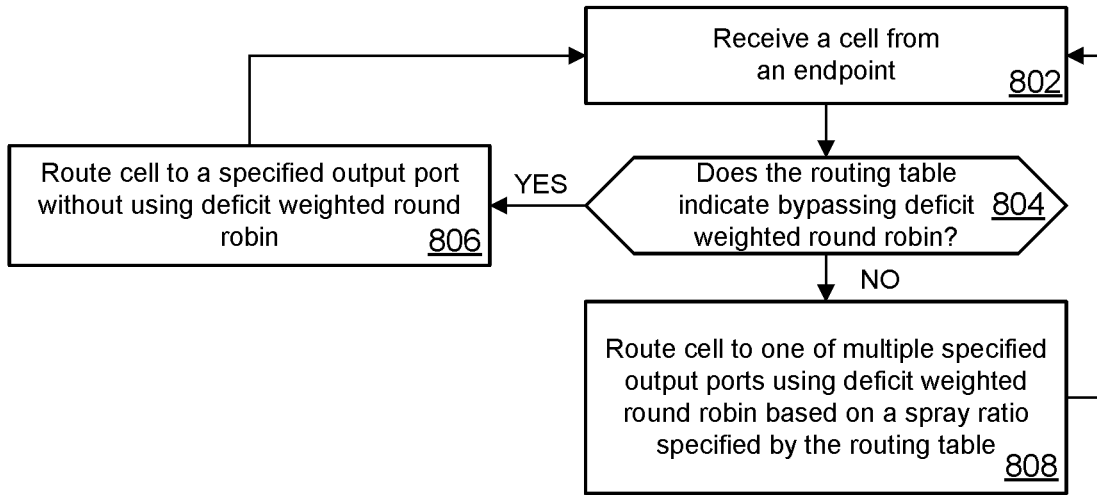 Receive a cell from
an endpoint
802
Does the routing table
indicate bypassing deficit
weighted round robin?
804
YES
Route cell to a specified output port
without using deficit weighted round
robin
806
NO
Route cell to one of multiple specified
output ports using deficit weighted
round robin based on a spray ratio
specified by the routing table
808